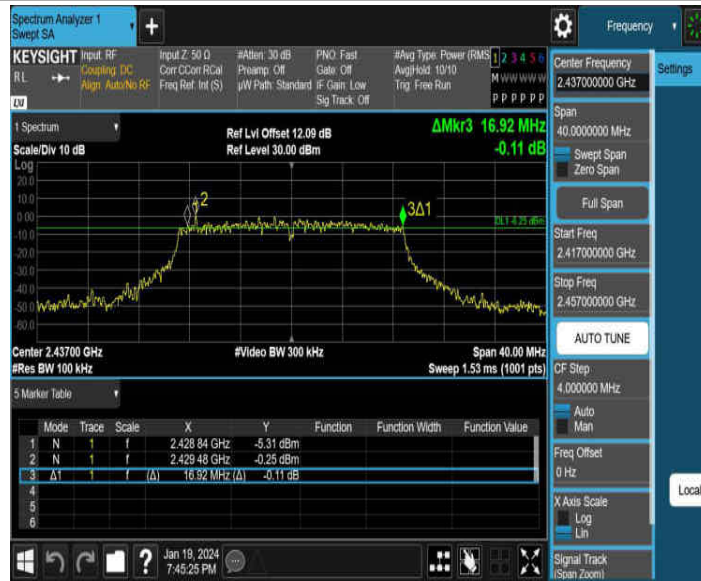 Spectrum Analyzer 1
Swept SA
+
Frequency
KEYSIGHT
RL
Input: RF
Coupling: DC
Align: Auto/No RF
Input Z: 50 Ω
Corr CCorr RCal
Freq Ref: Int (S)
#Atten: 30 dB
Preamp: Off
µW Path: Standard
PNO: Fast
Gate: Off
IF Gain: Low
Sig Track: Off
#Avg Type: Power (RMS
Avg|Hold: 10/10
Trig: Free Run
1 2 3 4 5 6
M W W W W W
P P P P P P
LXI
1 Spectrum
Scale/Div 10 dB
Ref Lvl Offset 12.09 dB
Ref Level 30.00 dBm
ΔMkr3 16.92 MHz
-0.11 dB
Log
20.0
10.0
0.00
-10.0
-20.0
-30.0
-40.0
-50.0
-60.0
2
3Δ1
DL1 -6.25 dBm
Center 2.43700 GHz
#Res BW 100 kHz
#Video BW 300 kHz
Span 40.00 MHz
Sweep 1.53 ms (1001 pts)
5 Marker Table
Mode Trace Scale X Y Function Function Width Function Value
1 N 1 f 2.428 84 GHz -5.31 dBm
2 N 1 f 2.429 48 GHz -0.25 dBm
3 Δ1 1 f (Δ) 16.92 MHz (Δ) -0.11 dB
4
5
6
Jan 19, 2024
7:45:25 PM
Center Frequency
2.437000000 GHz
Span
40.0000000 MHz
Swept Span
Zero Span
Full Span
Start Freq
2.417000000 GHz
Stop Freq
2.457000000 GHz
AUTO TUNE
CF Step
4.000000 MHz
Auto
Man
Freq Offset
0 Hz
X Axis Scale
Log
Lin
Signal Track
(Span Zoom)
Settings
Local